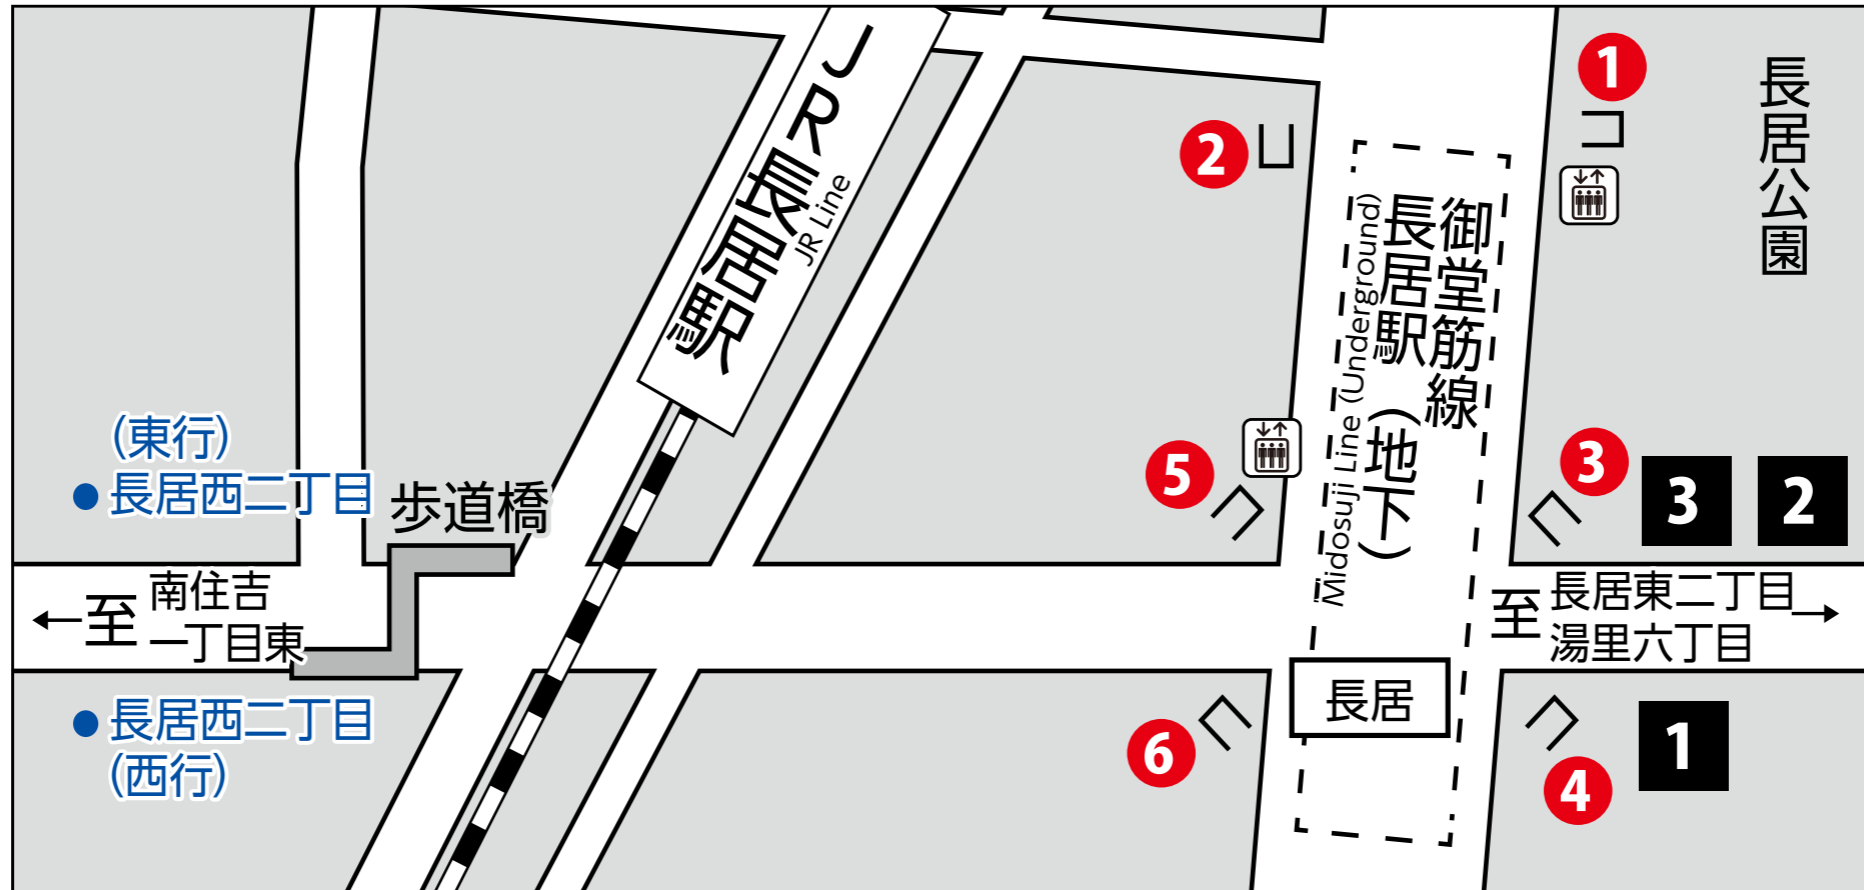 JR長居駅
JR Line
1
2
長居公園
御堂筋線
長居駅(地下)
Midosuji Line (Underground)
(東行)
長居西二丁目
歩道橋
5
3
3
2
←至 南住吉
一丁目東
至 長居東二丁目→
湯里六丁目
長居西二丁目
(西行)
長居
6
4
1